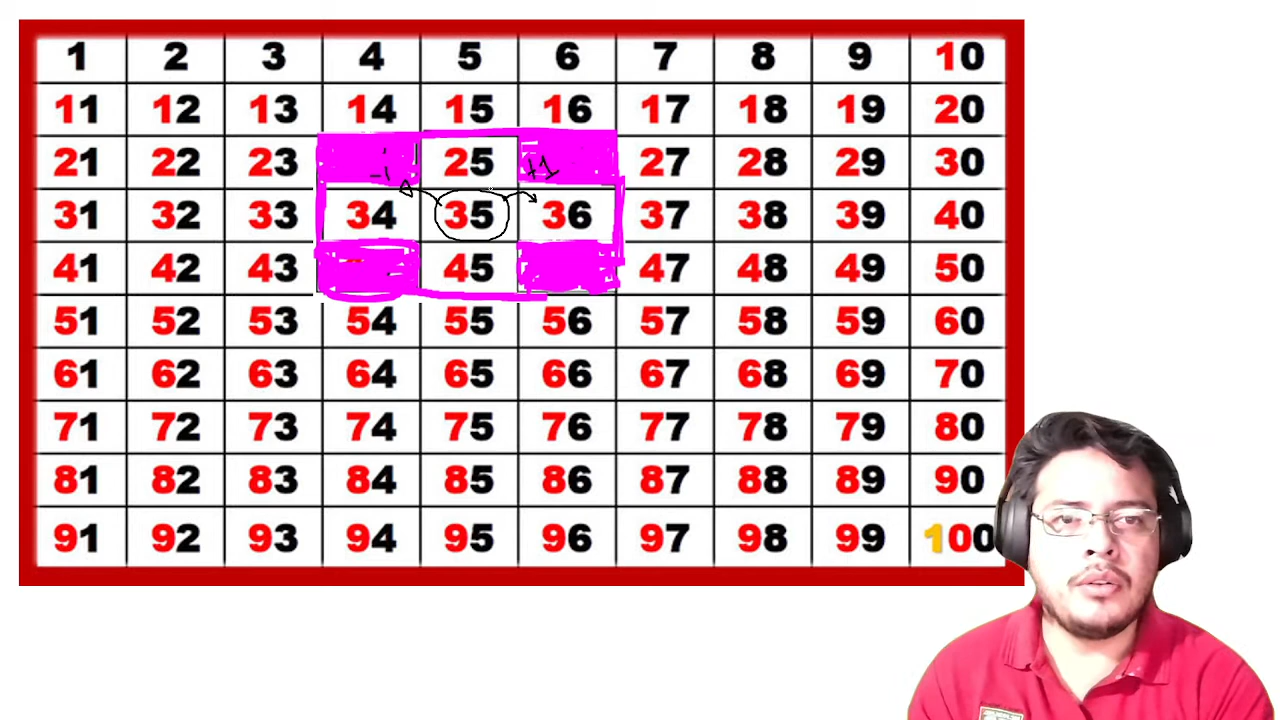 1 2 3 4 5 6 7 8 9 10
11 12 13 14 15 16 17 18 19 20
21 22 23 25 27 28 29 30
-1 +1
31 32 33 34 35 36 37 38 39 40
41 42 43 45 47 48 49 50
51 52 53 54 55 56 57 58 59 60
61 62 63 64 65 66 67 68 69 70
71 72 73 74 75 76 77 78 79 80
81 82 83 84 85 86 87 88 89 90
91 92 93 94 95 96 97 98 99 100